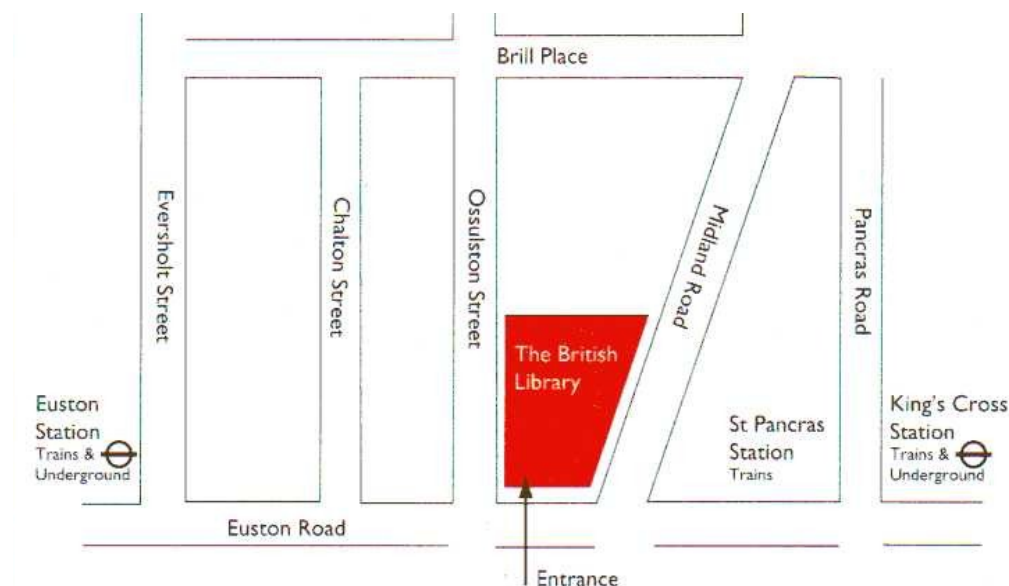 Brill Place
Eversholt Street
Chalton Street
Ossulston Street
Midland Road
Pancras Road
The British
Library
Euston
Station
Trains &
Underground
St Pancras
Station
Trains
King's Cross
Station
Trains &
Underground
Euston Road
Entrance